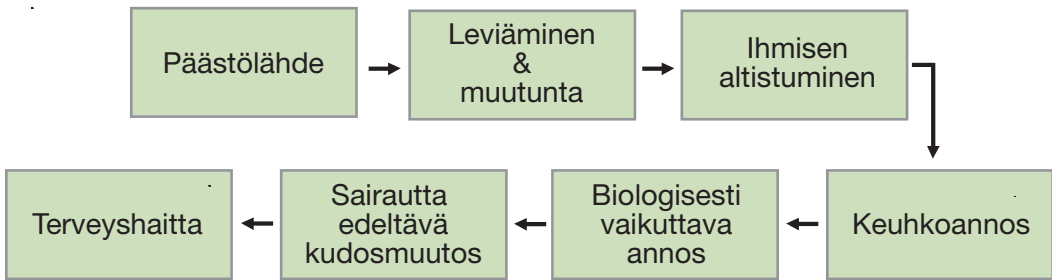 Päästölähde
Leviäminen
&
muutunta
Ihmisen
altistuminen
Terveyshaitta
Sairautta
edeltävä
kudosmuutos
Biologisesti
vaikuttava
annos
Keuhkoannos